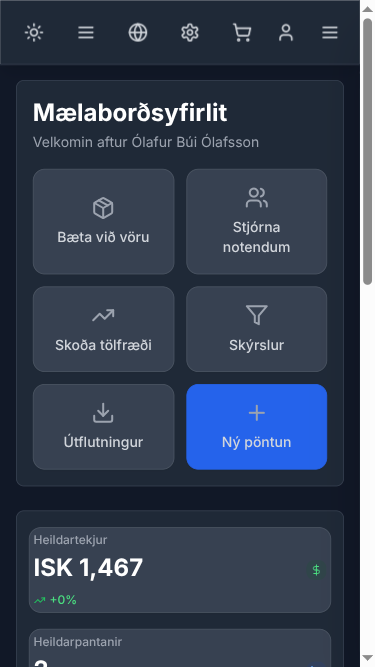 Mælaborðsyfirlit
Velkomin aftur Ólafur Búi Ólafsson
Bæta við vöru
Stjórna
notendum
Skoða tölfræði
Skýrslur
Útflutningur
Ný pöntun
Heildartekjur
ISK 1,467
$
+0%
Heildarpantanir